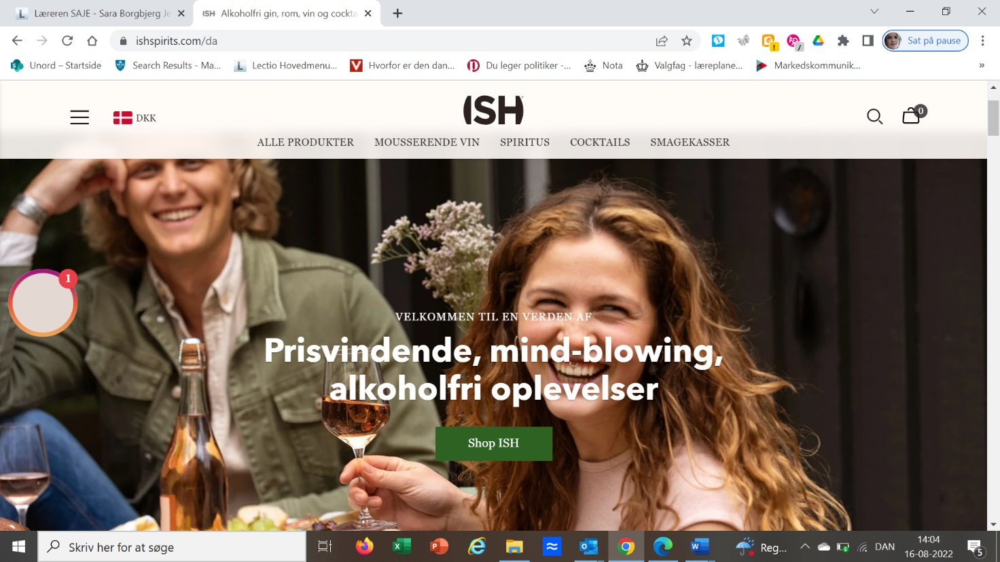 Læreren SAJE - Sara Borgbjerg Je
ISH Alkoholfri gin, rom, vin og cockta
ishspirits.com/da
Sat på pause
Unord – Startside
Search Results - Ma...
Lectio Hovedmenu...
Hvorfor er den dan...
Du leger politiker -...
Nota
Valgfag - læreplane...
Markedskommunik...
»
DKK
ISH
0
ALLE PRODUKTER
MOUSSERENDE VIN
SPIRITUS
COCKTAILS
SMAGEKASSER
1
VELKOMMEN TIL EN VERDEN AF
Prisvindende, mind-blowing,
alkoholfri oplevelser
Shop ISH
Skriv her for at søge
Reg...
DAN
14:04
16-08-2022
5